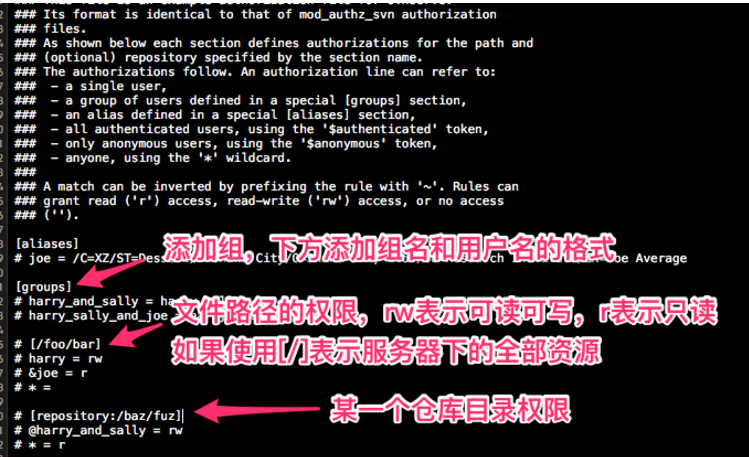 ### Its format is identical to that of mod_authz_svn authorization
### files.
### As shown below each section defines authorizations for the path and
### (optional) repository specified by the section name.
### The authorizations follow. An authorization line can refer to:
###  - a single user,
###  - a group of users defined in a special [groups] section,
###  - an alias defined in a special [aliases] section,
###  - all authenticated users, using the '$authenticated' token,
###  - only anonymous users, using the '$anonymous' token,
###  - anyone, using the '*' wildcard.
###
### A match can be inverted by prefixing the rule with '~'. Rules can
### grant read ('r') access, read-write ('rw') access, or no access
### ('').
[aliases]
添加组，下方添加组名和用户名的格式
# joe = /C=XZ/ST=Dess City/ oe Average
[groups]
# harry_and_sally =
# harry_sally_and_joe
文件路径的权限，rw表示可读可写，r表示只读
如果使用[/]表示服务器下的全部资源
# [/foo/bar]
# harry = rw
# &joe = r
# * =
# [repository:/baz/fuz]
某一个仓库目录权限
# @harry_and_sally = rw
# * = r